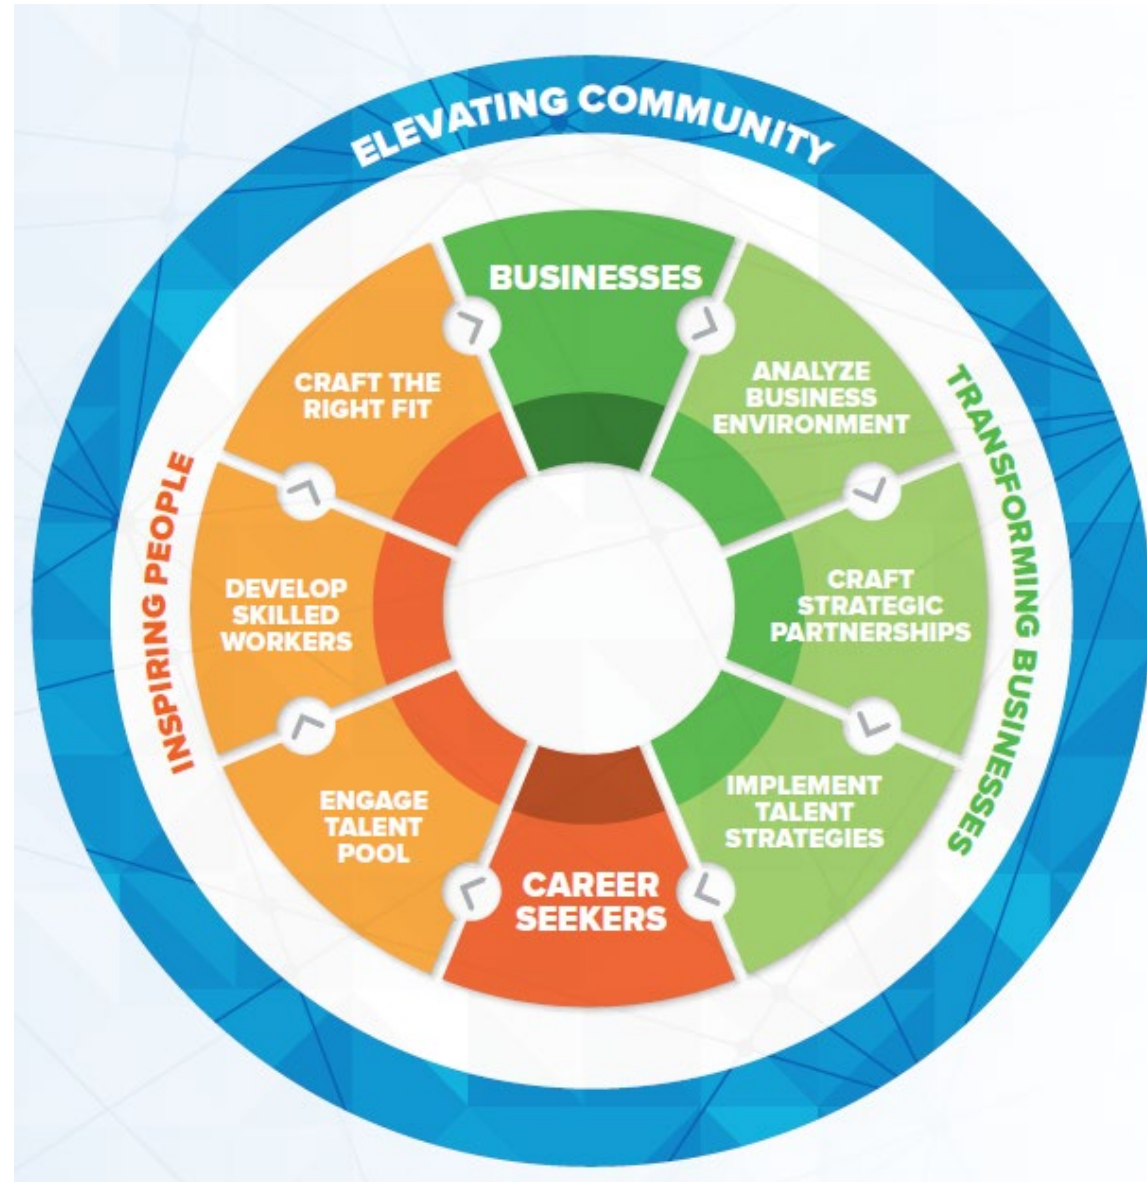 ELEVATING COMMUNITY
BUSINESSES
ANALYZE
BUSINESS
ENVIRONMENT
CRAFT
STRATEGIC
PARTNERSHIPS
IMPLEMENT
TALENT
STRATEGIES
TRANSFORMING BUSINESSES
CAREER
SEEKERS
ENGAGE
TALENT
POOL
DEVELOP
SKILLED
WORKERS
CRAFT THE
RIGHT FIT
INSPIRING PEOPLE